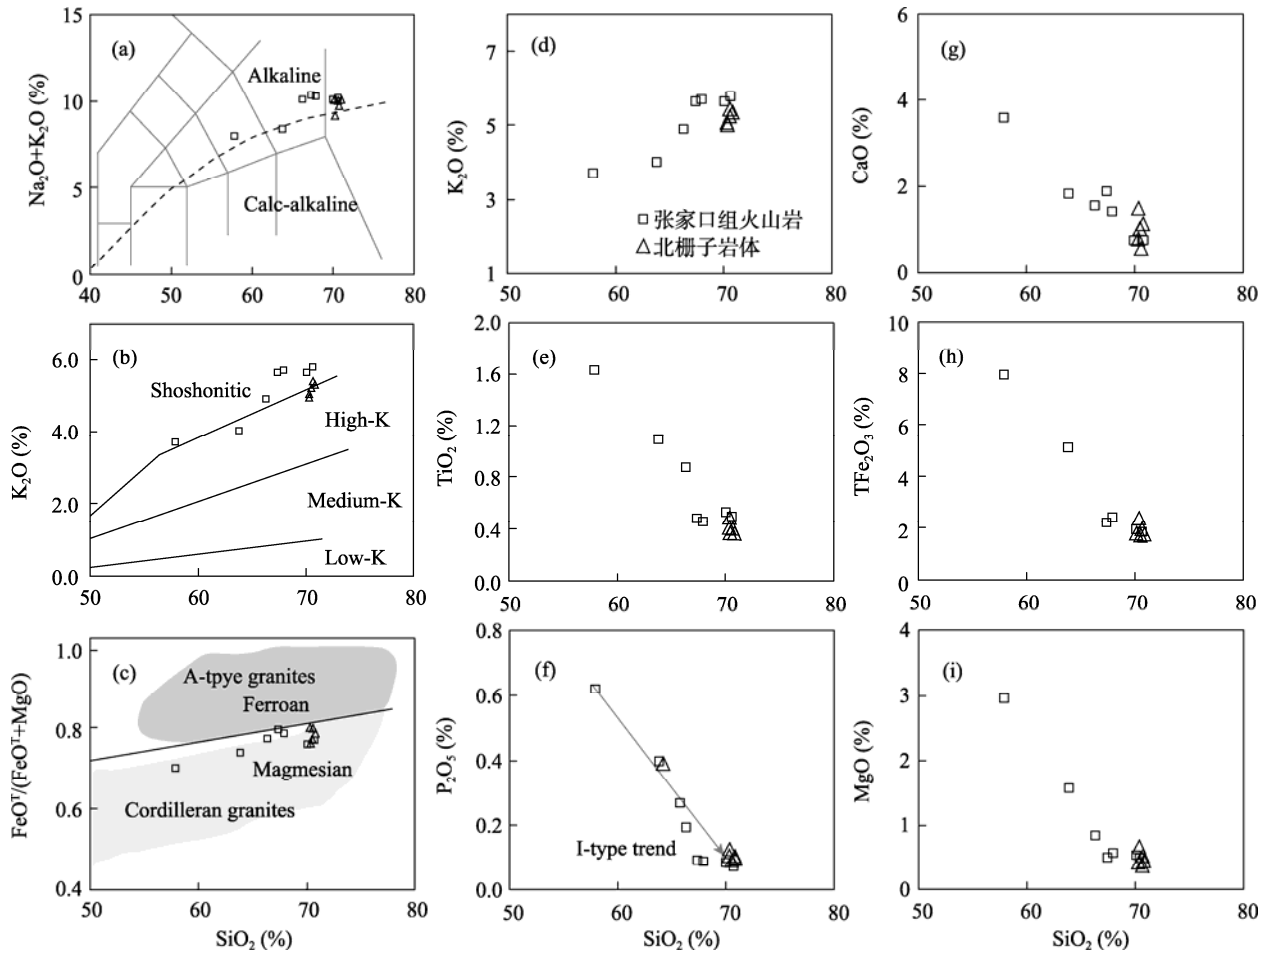 15
10
5
0
Na₂O+K₂O (%)
(a)
Alkaline
Calc-alkaline
40
50
60
70
80
7
5
3
1
K₂O (%)
(d)
张家口组火山岩
北栅子岩体
50
60
70
80
6
4
2
0
CaO (%)
(g)
50
60
70
80
6.0
4.0
2.0
0.0
K₂O (%)
(b)
Shoshonitic
High-K
Medium-K
Low-K
50
60
70
80
2.0
1.6
1.2
0.8
0.4
0.0
TiO₂ (%)
(e)
50
60
70
80
10
8
6
4
2
0
TFe₂O₃ (%)
(h)
50
60
70
80
1.0
0.8
0.6
0.4
FeOᵀ/(FeOᵀ+MgO)
(c)
A-tpye granites
Ferroan
Magmesian
Cordilleran granites
50
60
70
80
SiO₂ (%)
0.8
0.6
0.4
0.2
0.0
P₂O₅ (%)
(f)
I-type trend
50
60
70
80
SiO₂ (%)
4
3
2
1
0
MgO (%)
(i)
50
60
70
80
SiO₂ (%)